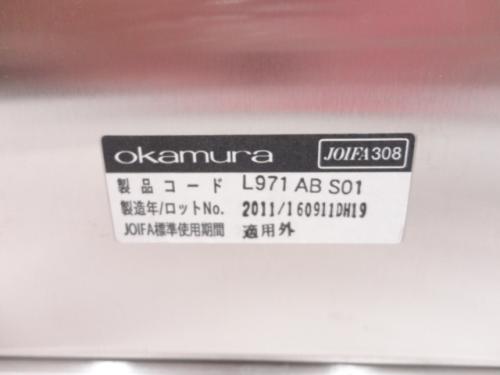 okamura JOIFA308
製品コード L971 AB S01
製造年/ロットNo. 2011/160911DH19
JOIFA標準使用期間 適用外